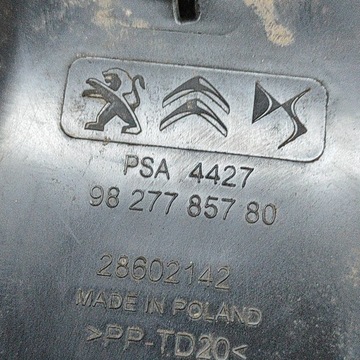 PSA 4427
98 277 857 80
28602142
MADE IN POLAND
>PP-TD20<